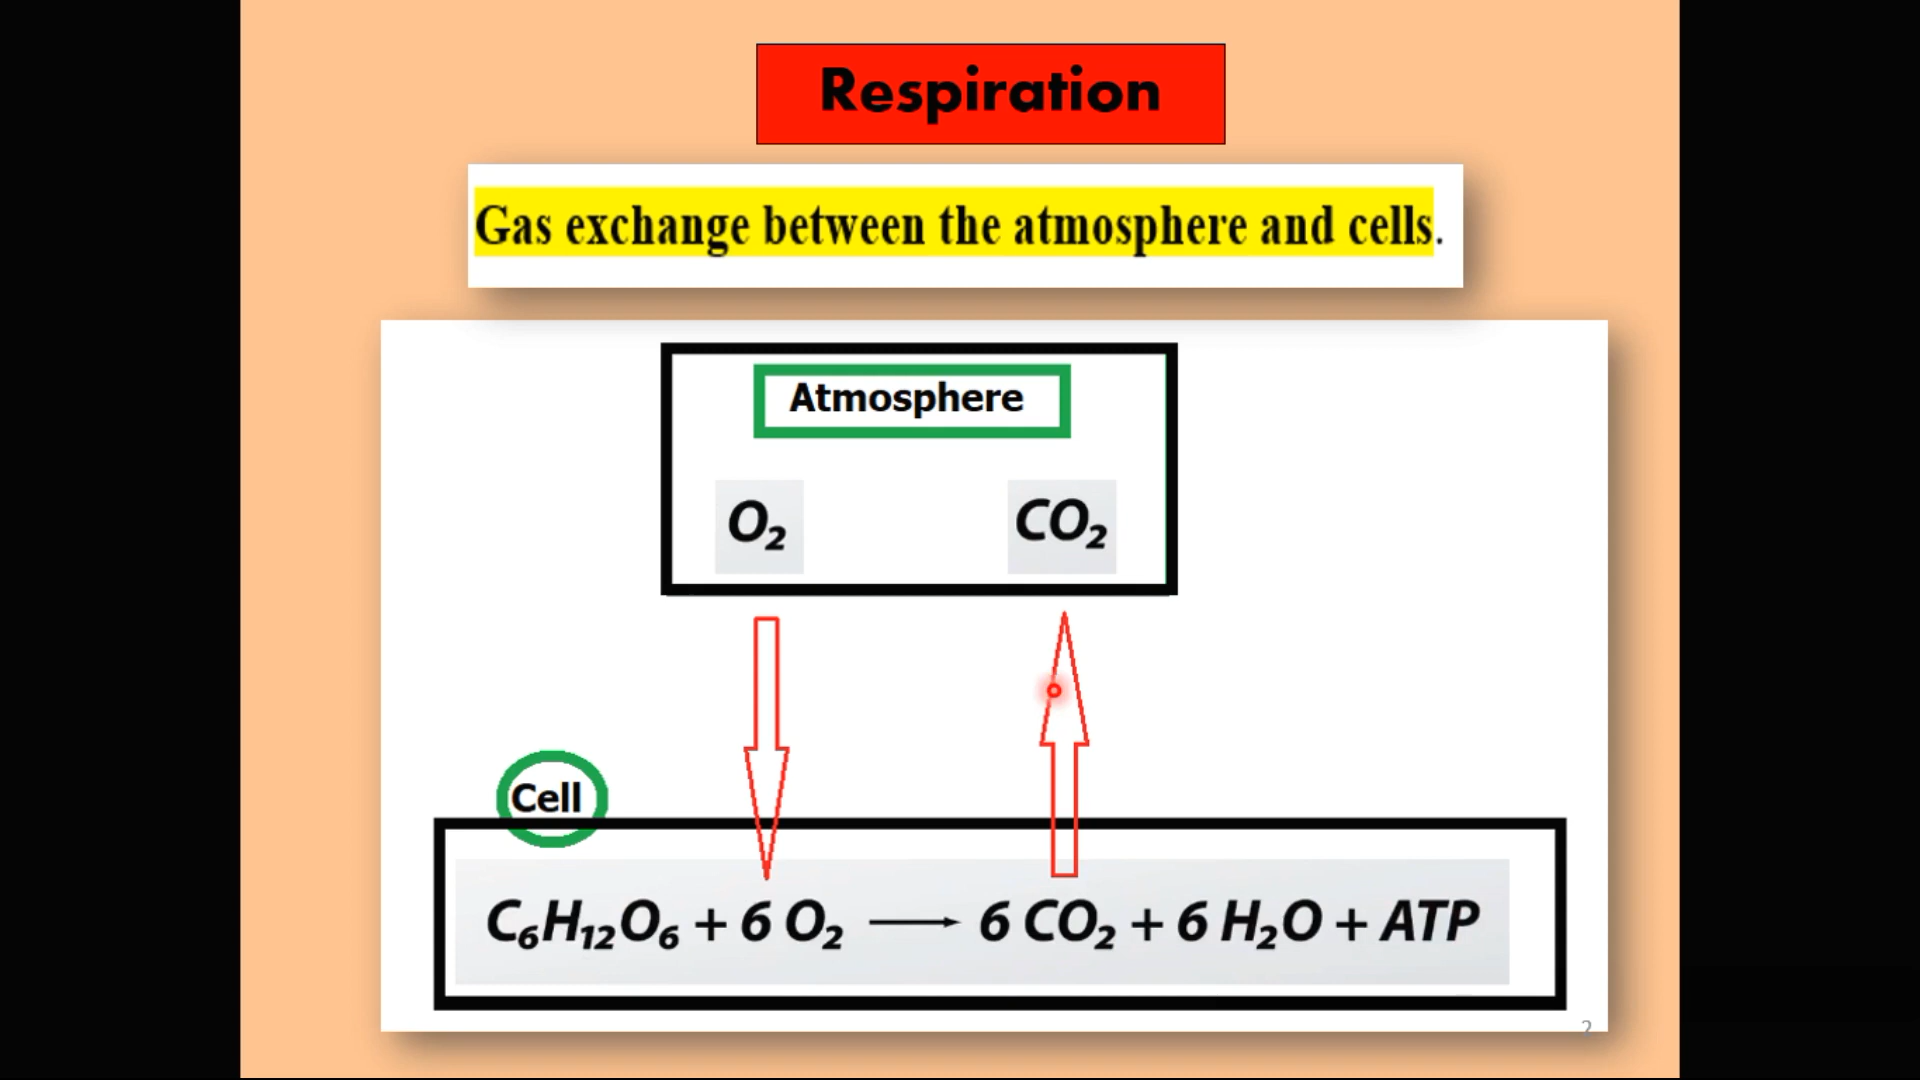 Respiration
Gas exchange between the atmosphere and cells.
Atmosphere
O₂ CO₂
Cell
C₆H₁₂O₆ + 6 O₂ ⟶ 6 CO₂ + 6 H₂O + ATP
2